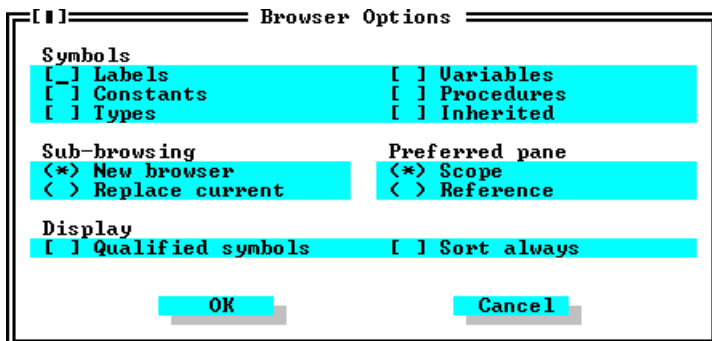 [▮] Browser Options
Symbols
[_] Labels [ ] Variables
[ ] Constants [ ] Procedures
[ ] Types [ ] Inherited
Sub-browsing Preferred pane
(*) New browser (*) Scope
( ) Replace current ( ) Reference
Display
[ ] Qualified symbols [ ] Sort always
OK Cancel